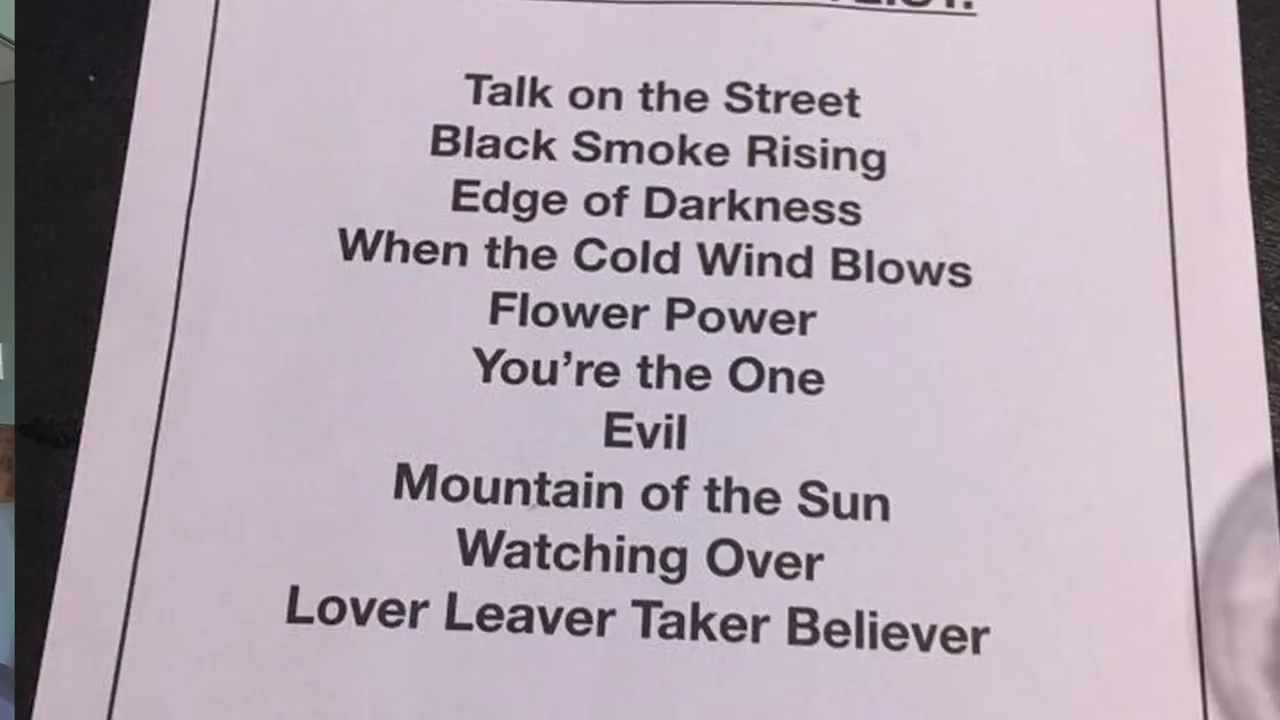 Talk on the Street
Black Smoke Rising
Edge of Darkness
When the Cold Wind Blows
Flower Power
You’re the One
Evil
Mountain of the Sun
Watching Over
Lover Leaver Taker Believer